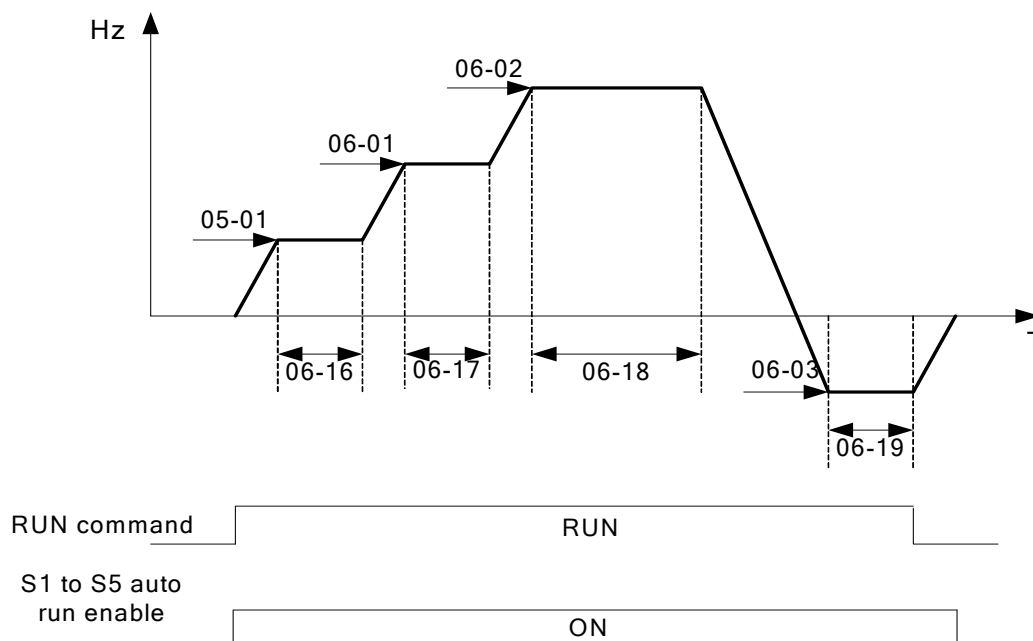 Hz
06-02
06-01
05-01
06-16
06-17
06-18
06-03
06-19
RUN command
RUN
S1 to S5 auto
run enable
ON